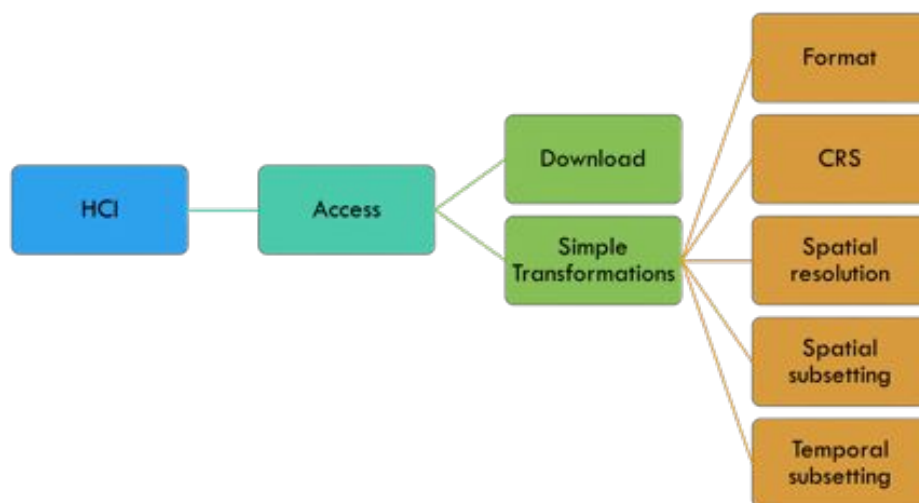 HCI
Access
Download
Simple
Transformations
Format
CRS
Spatial
resolution
Spatial
subsetting
Temporal
subsetting